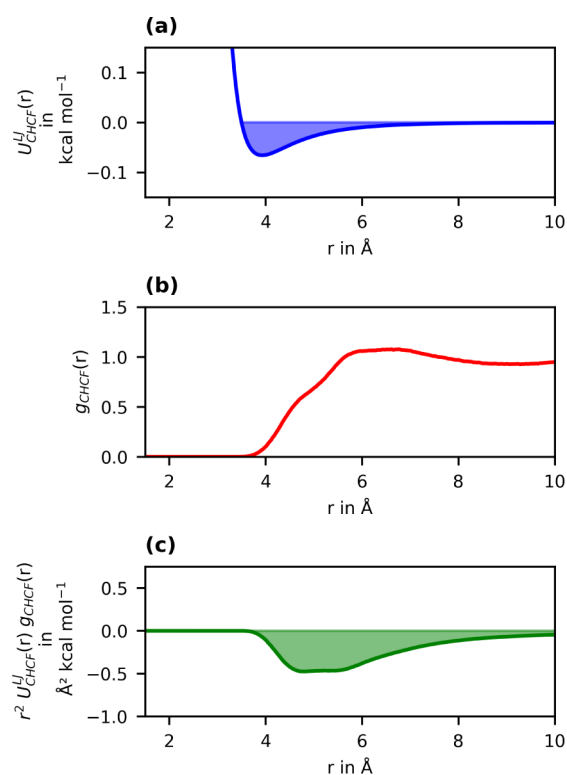 (a)
U^{LJ}_{CHCF}(r)
in
kcal mol⁻¹
0.1
0.0
−0.1
2 4 6 8 10
r in Å
(b)
g_{CHCF}(r)
1.5
1.0
0.5
0.0
2 4 6 8 10
r in Å
(c)
r² U^{LJ}_{CHCF}(r) g_{CHCF}(r)
in
Å² kcal mol⁻¹
0.5
0.0
−0.5
−1.0
2 4 6 8 10
r in Å